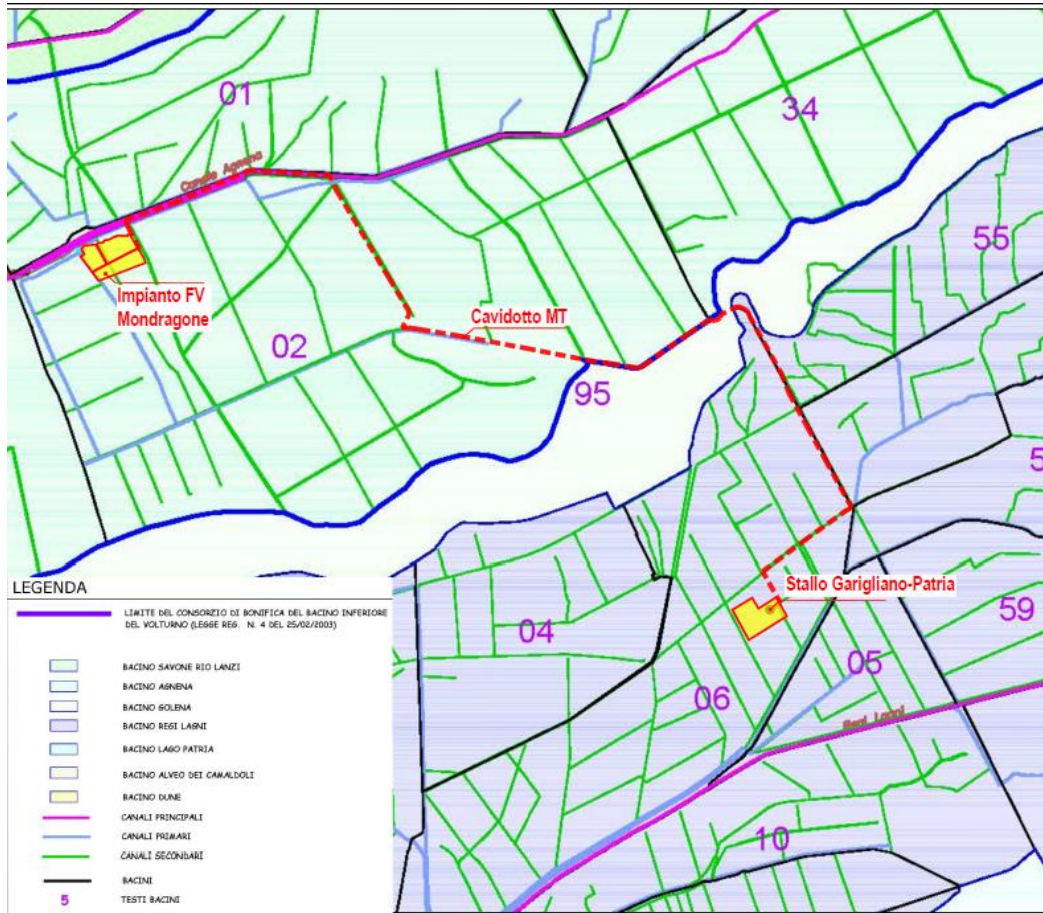 01
34
Canale Agnena
55
Impianto FV
Mondragone
Cavidotto MT
02
95
5
Stallo Garigliano-Patria
04
59
05
06
Regi Lagni
10
LEGENDA
LIMITE DEL CONSORZIO DI BONIFICA DEL BACINO INFERIORE
DEL VOLTURNO (LEGGE REG. N. 4 DEL 25/02/2003)
BACINO SAVONE RIO LANZI
BACINO AGNENA
BACINO GOLENA
BACINO REGI LAGNI
BACINO LAGO PATRIA
BACINO ALVEO DEI CAMALDOLI
BACINO DUNE
CANALI PRINCIPALI
CANALI PRIMARI
CANALI SECONDARI
BACINI
5 TESTI BACINI